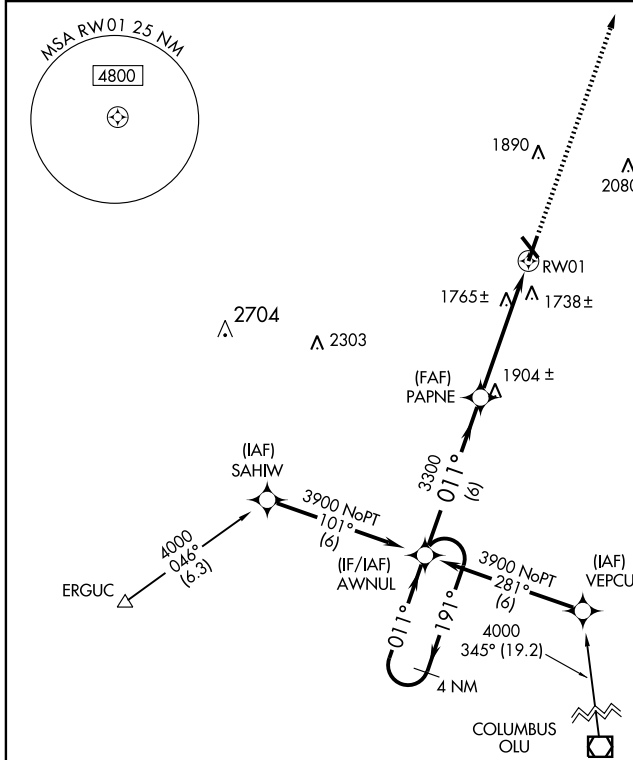 MSA RW01 25 NM
4800
1890
2080
RW01
1765±
1738±
2704
2303
(FAF)
PAPNE
1904±
(IAF)
SAHIW
3300
011°
(6)
3900 NoPT
101°
(6)
4000
046°
(6.3)
(IF/IAF)
AWNUL
3900 NoPT
281°
(6)
(IAF)
VEPCU
ERGUC
011°
191°
4000
345° (19.2)
4 NM
COLUMBUS
OLU